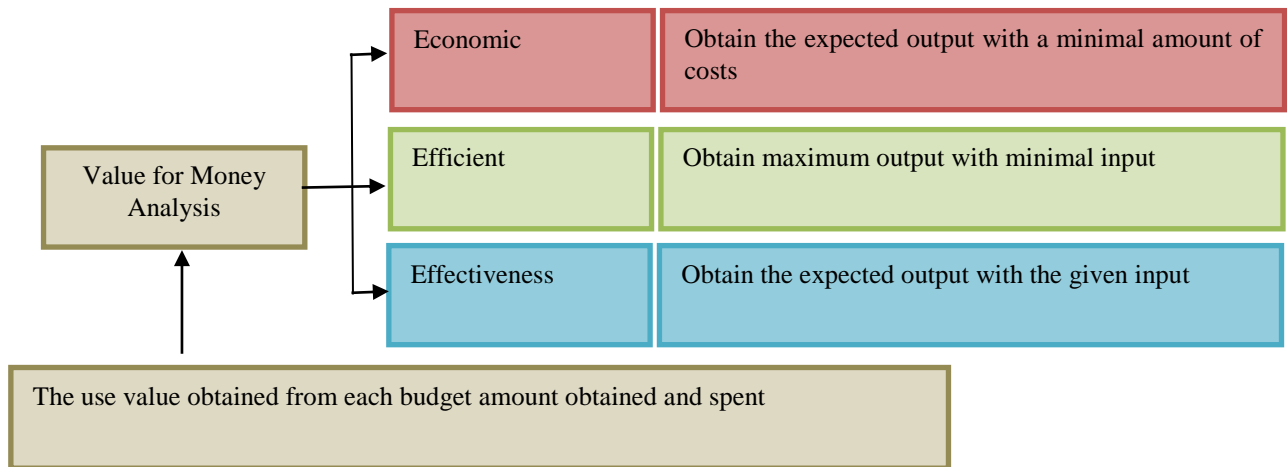 Economic
Obtain the expected output with a minimal amount of
costs
Value for Money
Analysis
Efficient
Obtain maximum output with minimal input
Effectiveness
Obtain the expected output with the given input
The use value obtained from each budget amount obtained and spent